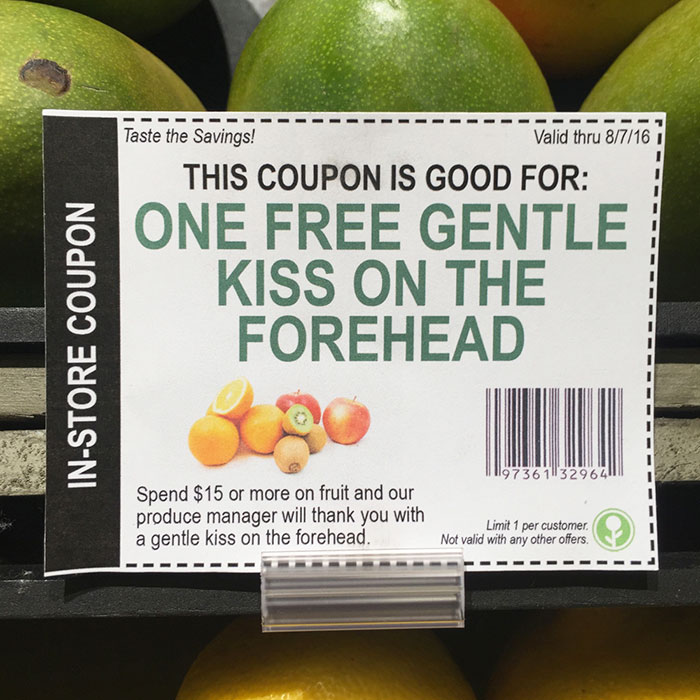 IN-STORE COUPON
Taste the Savings!
Valid thru 8/7/16
THIS COUPON IS GOOD FOR:
ONE FREE GENTLE
KISS ON THE
FOREHEAD
97361 32964
Spend $15 or more on fruit and our
produce manager will thank you with
a gentle kiss on the forehead.
Limit 1 per customer.
Not valid with any other offers.